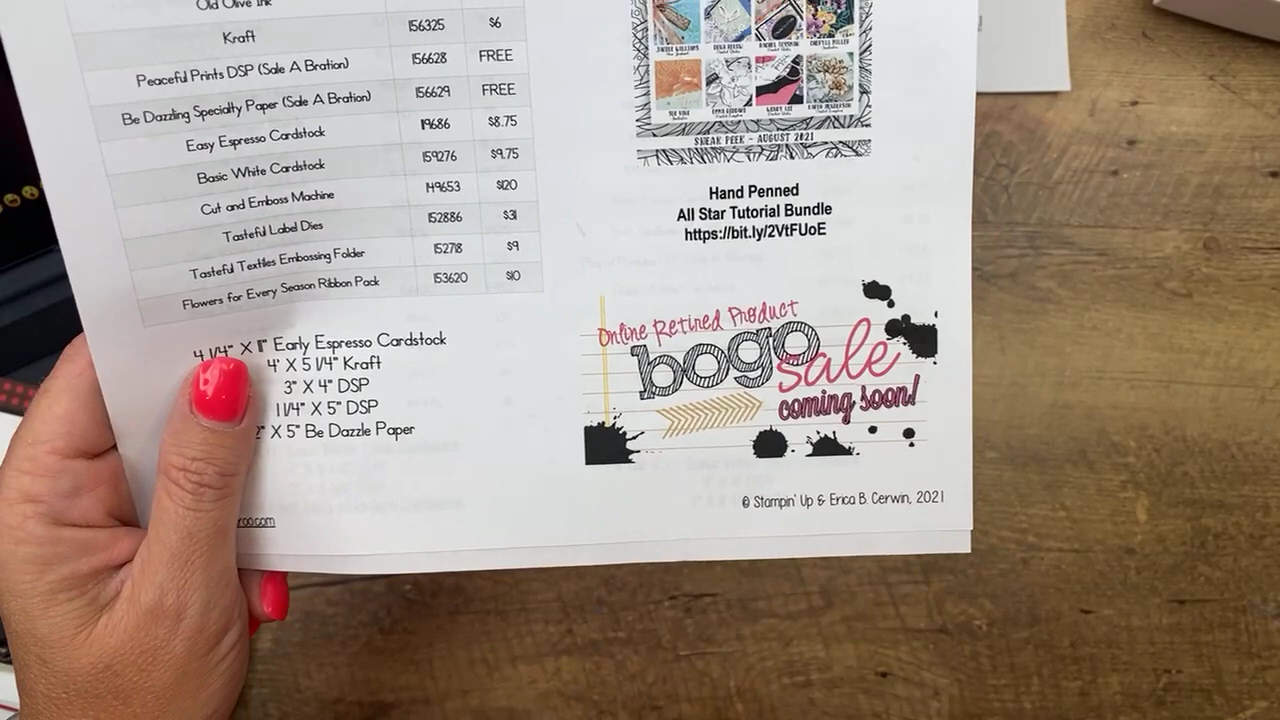 Old Olive Ink
Kraft 156325 $6
Peaceful Prints DSP (Sale A Bration) 156628 FREE
Be Dazzling Specialty Paper (Sale A Bration) 156629 FREE
Easy Espresso Cardstock 119686 $8.75
Basic White Cardstock 159276 $9.75
Cut and Emboss Machine 149653 $120
Tasteful Label Dies 152886 $31
Tasteful Textiles Embossing Folder 152718 $9
Flowers for Every Season Ribbon Pack 153620 $10
4 1/4" X 11" Early Espresso Cardstock
4' X 5 1/4" Kraft
3" X 4" DSP
1 1/4" X 5" DSP
2" X 5" Be Dazzle Paper
roo.com
SNEAK PEEK - AUGUST 2021
Hand Penned
All Star Tutorial Bundle
https://bit.ly/2VtFUoE
Online Retired Product
bogo
sale
coming soon!
© Stampin' Up & Erica B. Cerwin, 2021